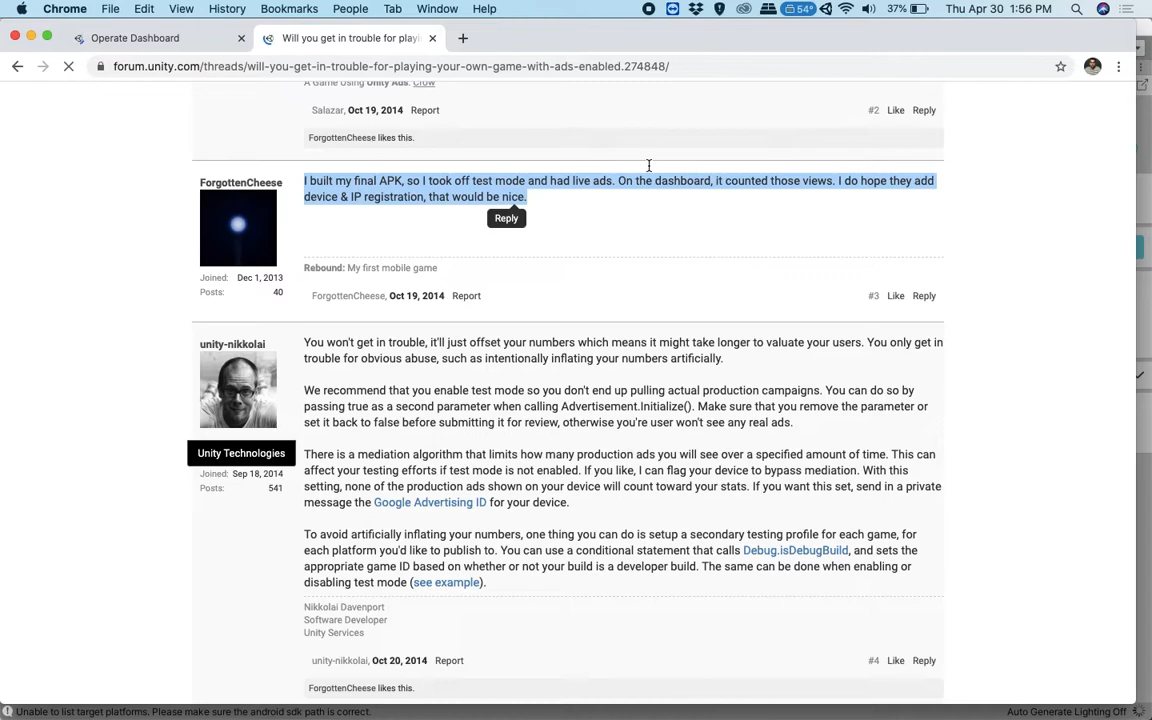 Chrome File Edit View History Bookmarks People Tab Window Help 54° 37% Thu Apr 30 1:56 PM
Operate Dashboard
Will you get in trouble for playi
forum.unity.com/threads/will-you-get-in-trouble-for-playing-your-own-game-with-ads-enabled.274848/
A Game Using Unity Ads: Crow
Salazar, Oct 19, 2014 Report #2 Like Reply
ForgottenCheese likes this.
ForgottenCheese
I built my final APK, so I took off test mode and had live ads. On the dashboard, it counted those views. I do hope they add
device & IP registration, that would be nice.
Reply
Joined: Dec 1, 2013
Posts: 40
Rebound: My first mobile game
ForgottenCheese, Oct 19, 2014 Report #3 Like Reply
unity-nikkolai
Unity Technologies
Joined: Sep 18, 2014
Posts: 541
You won't get in trouble, it'll just offset your numbers which means it might take longer to valuate your users. You only get in
trouble for obvious abuse, such as intentionally inflating your numbers artificially.
We recommend that you enable test mode so you don't end up pulling actual production campaigns. You can do so by
passing true as a second parameter when calling Advertisement.Initialize(). Make sure that you remove the parameter or
set it back to false before submitting it for review, otherwise you're user won't see any real ads.
There is a mediation algorithm that limits how many production ads you will see over a specified amount of time. This can
affect your testing efforts if test mode is not enabled. If you like, I can flag your device to bypass mediation. With this
setting, none of the production ads shown on your device will count toward your stats. If you want this set, send in a private
message the Google Advertising ID for your device.
To avoid artificially inflating your numbers, one thing you can do is setup a secondary testing profile for each game, for
each platform you'd like to publish to. You can use a conditional statement that calls Debug.isDebugBuild, and sets the
appropriate game ID based on whether or not your build is a developer build. The same can be done when enabling or
disabling test mode (see example).
Nikkolai Davenport
Software Developer
Unity Services
unity-nikkolai, Oct 20, 2014 Report #4 Like Reply
ForgottenCheese likes this.
Unable to list target platforms. Please make sure the android sdk path is correct. Auto Generate Lighting Off